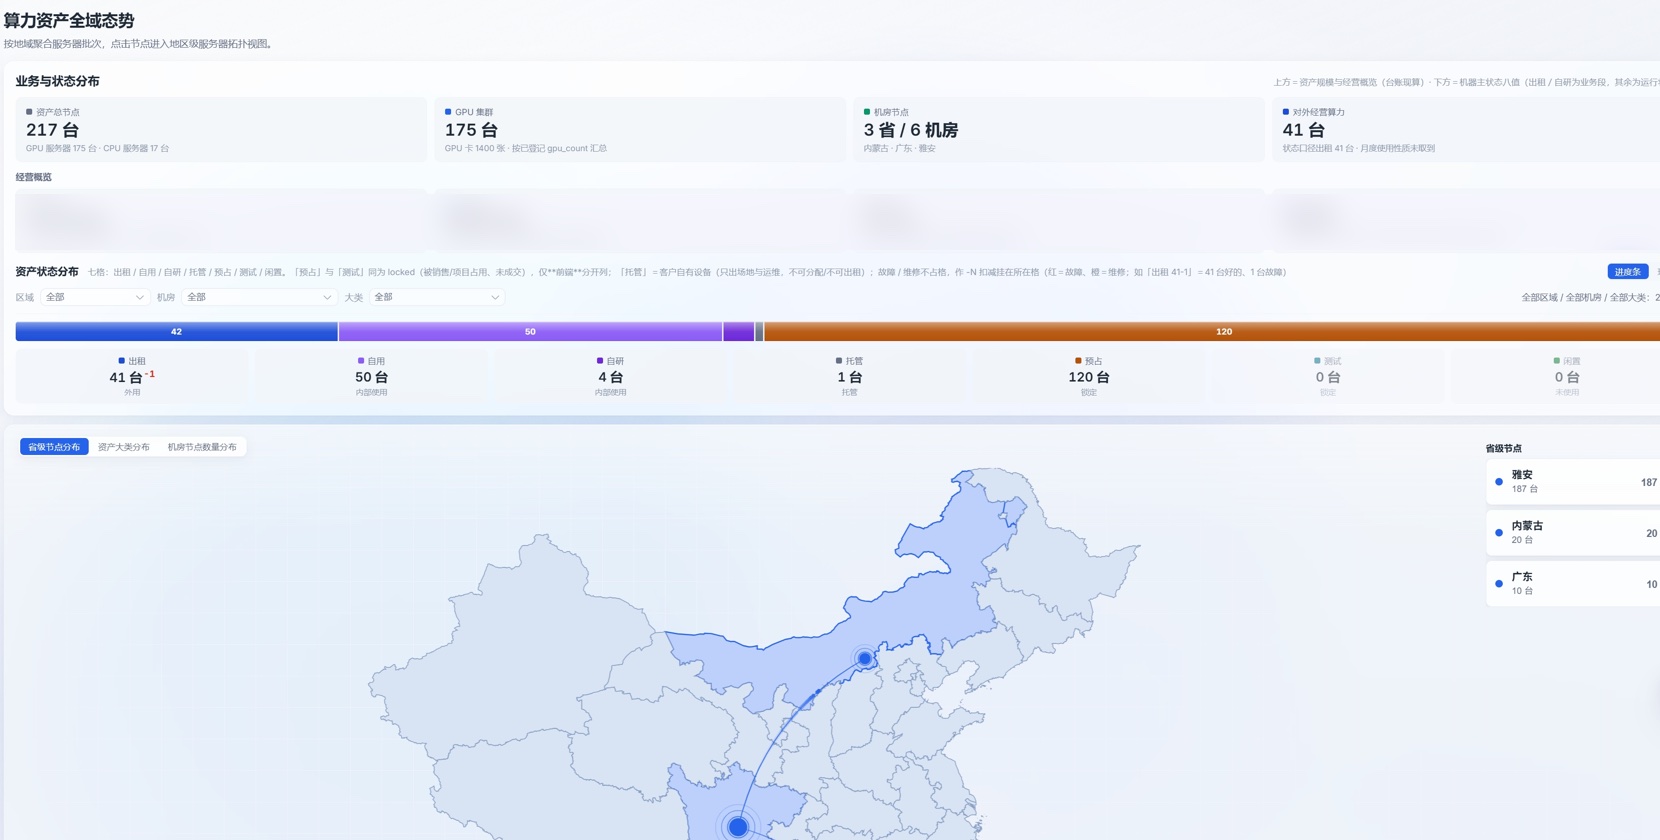 算力资产全域态势
按地域聚合服务器批次，点击节点进入地区级服务器拓扑视图。
业务与状态分布
上方 = 资产规模与经营概览（台账现算）· 下方 = 机器主状态八值（出租 / 自研为业务段，其余为运行
资产总节点
217 台
GPU 服务器 175 台 · CPU 服务器 17 台
GPU 集群
175 台
GPU 卡 1400 张 · 按已登记 gpu_count 汇总
机房节点
3 省 / 6 机房
内蒙古 · 广东 · 雅安
对外经营算力
41 台
状态口径出租 41 台 · 月度使用性质未取到
经营概览
资产状态分布
七格：出租 / 自用 / 自研 / 托管 / 预占 / 测试 / 闲置。「预占」与「测试」同为 locked（被销售/项目占用、未成交），仅**前端**分开列；「托管」= 客户自有设备（只出场地与运维、不可分配/不可出租）；故障 / 维修不占格，作 -N 扣减挂在所在格（红 = 故障、橙 = 维修；如「出租 41-1」= 41 台好的、1 台故障）
进度条
区域 全部
机房 全部
大类 全部
全部区域 / 全部机房 / 全部大类： 2
42
50
120
出租
41 台 -1
外用
自用
50 台
内部使用
自研
4 台
内部使用
托管
1 台
托管
预占
120 台
锁定
测试
0 台
锁定
闲置
0 台
未使用
省级节点分布
资产大类分布
机房节点数量分布
省级节点
雅安
187 台
187
内蒙古
20 台
20
广东
10 台
10